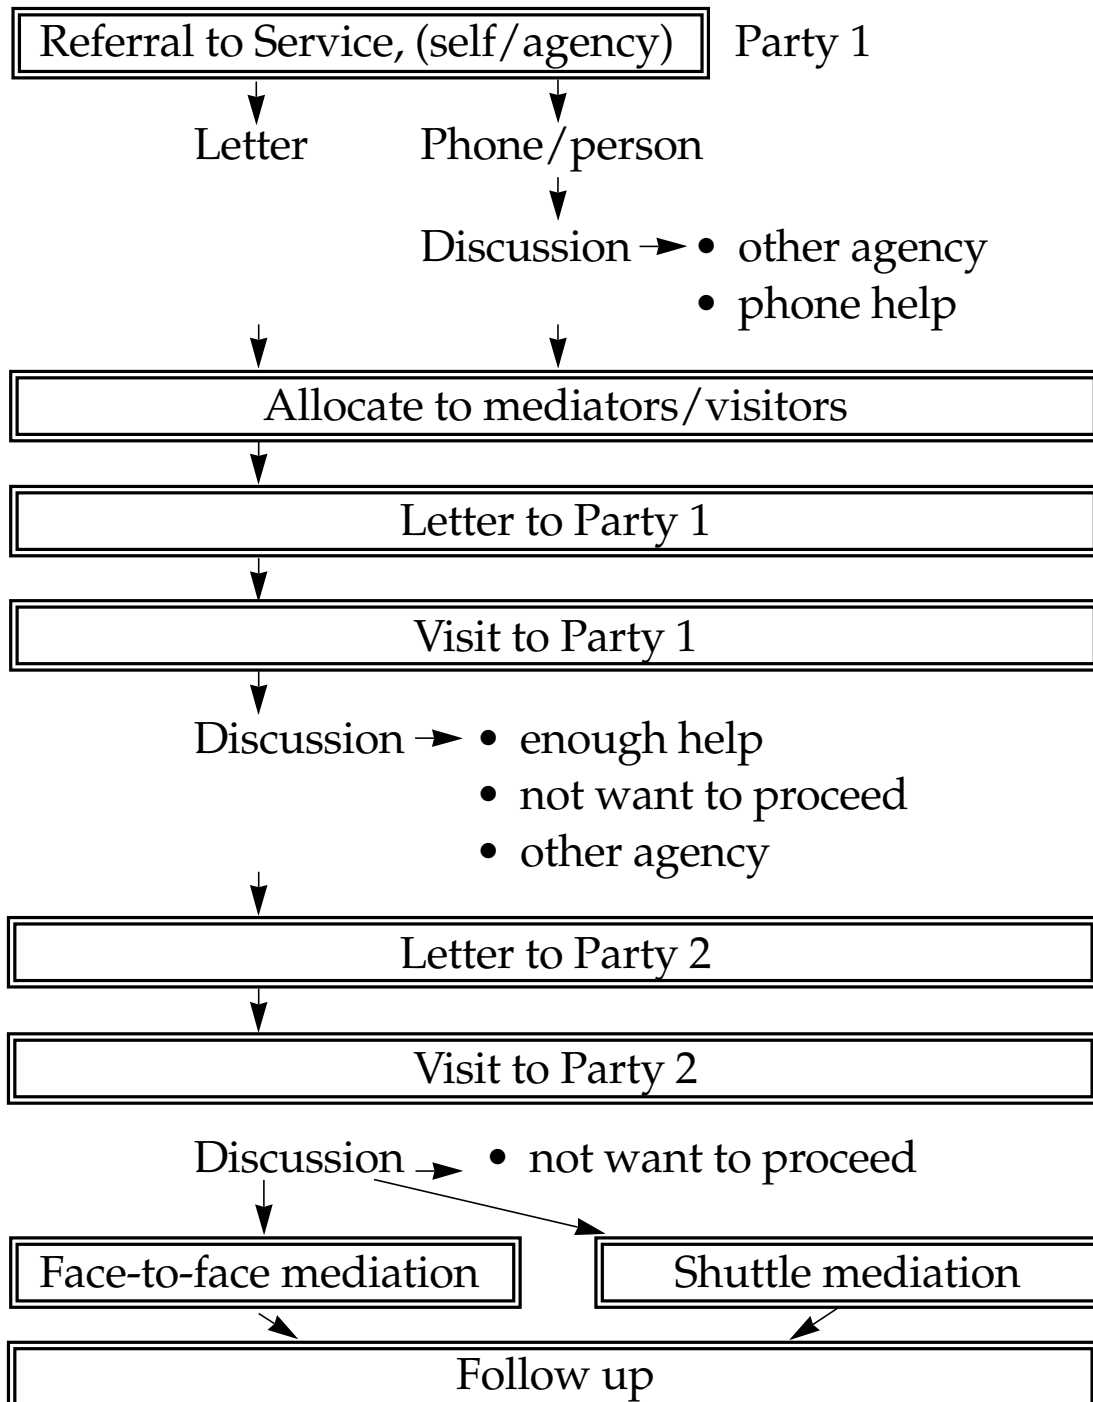 Referral to Service, (self/agency) Party 1
Letter Phone/person
Discussion • other agency
• phone help
Allocate to mediators/visitors
Letter to Party 1
Visit to Party 1
Discussion • enough help
• not want to proceed
• other agency
Letter to Party 2
Visit to Party 2
Discussion • not want to proceed
Face-to-face mediation Shuttle mediation
Follow up